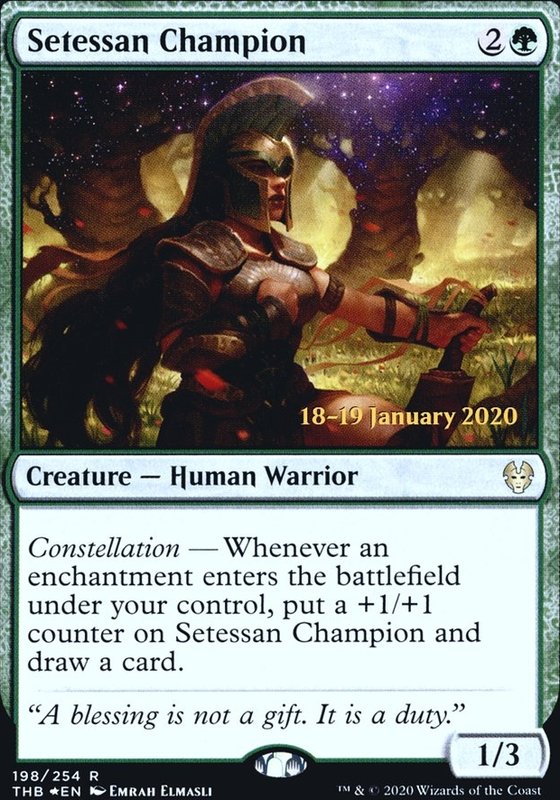 Setessan Champion 2
18–19 January 2020
Creature — Human Warrior
Constellation — Whenever an
enchantment enters the battlefield
under your control, put a +1/+1
counter on Setessan Champion and
draw a card.
“A blessing is not a gift. It is a duty.”
1/3
198/254 R
THB ★ EN Emrah Elmasli
™ & © 2020 Wizards of the Coast